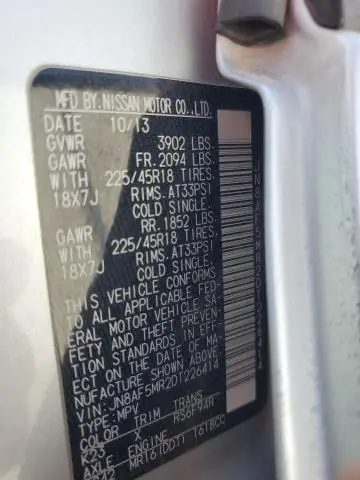 MFD BY.NISSAN MOTOR CO.,LTD.
DATE 10/13
GVWR 3902 LBS.
GAWR FR.2094 LBS.
WITH 225/45R18 TIRES.
18X7J RIMS.AT33PSI
COLD SINGLE.
GAWR RR.1852 LBS.
WITH 225/45R18 TIRES.
18X7J RIMS.AT33PSI
COLD SINGLE.
THIS VEHICLE CONFORMS
TO ALL APPLICABLE FED-
ERAL MOTOR VEHICLE SA-
FETY AND THEFT PREVEN-
TION STANDARDS IN EFF-
ECT ON THE DATE OF MA-
NUFACTURE SHOWN ABOVE.
VIN: JN8AF5MR2DT226414
TYPE: MPV
COLOR TRIM TRANS
K23 X RS6F94R
AXLE ENGINE
MR16(DDT) 1618CC
JN8AF5MR2DT226414